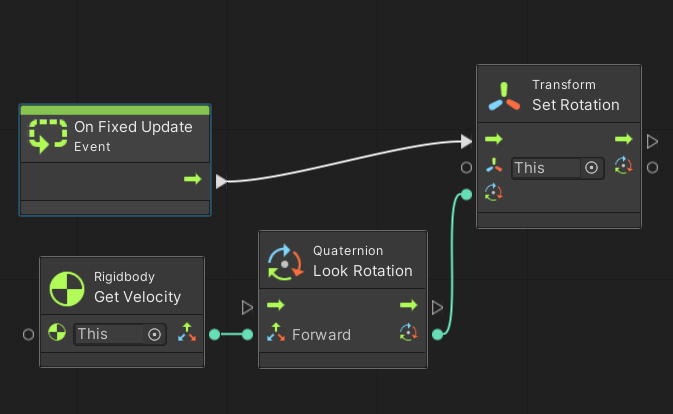 On Fixed Update
Event
Transform
Set Rotation
This
Rigidbody
Get Velocity
This
Quaternion
Look Rotation
Forward